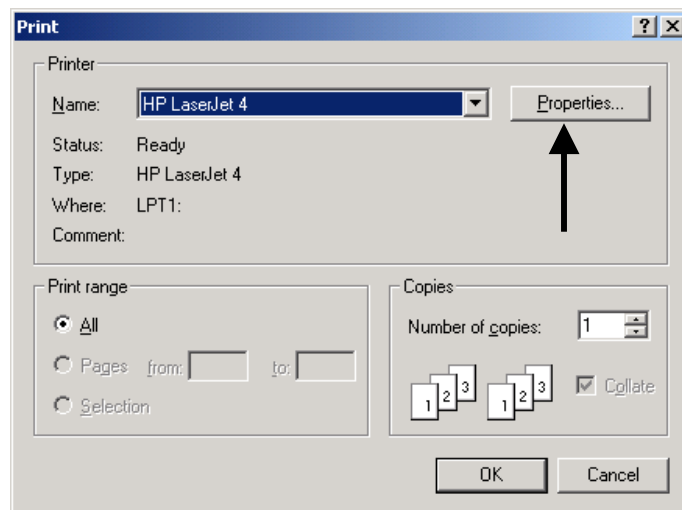 Print
Printer
Name: HP LaserJet 4 Properties...
Status: Ready
Type: HP LaserJet 4
Where: LPT1:
Comment:
Print range
All
Pages from: to:
Selection
Copies
Number of copies: 1
1 2 3 1 2 3 Collate
OK Cancel